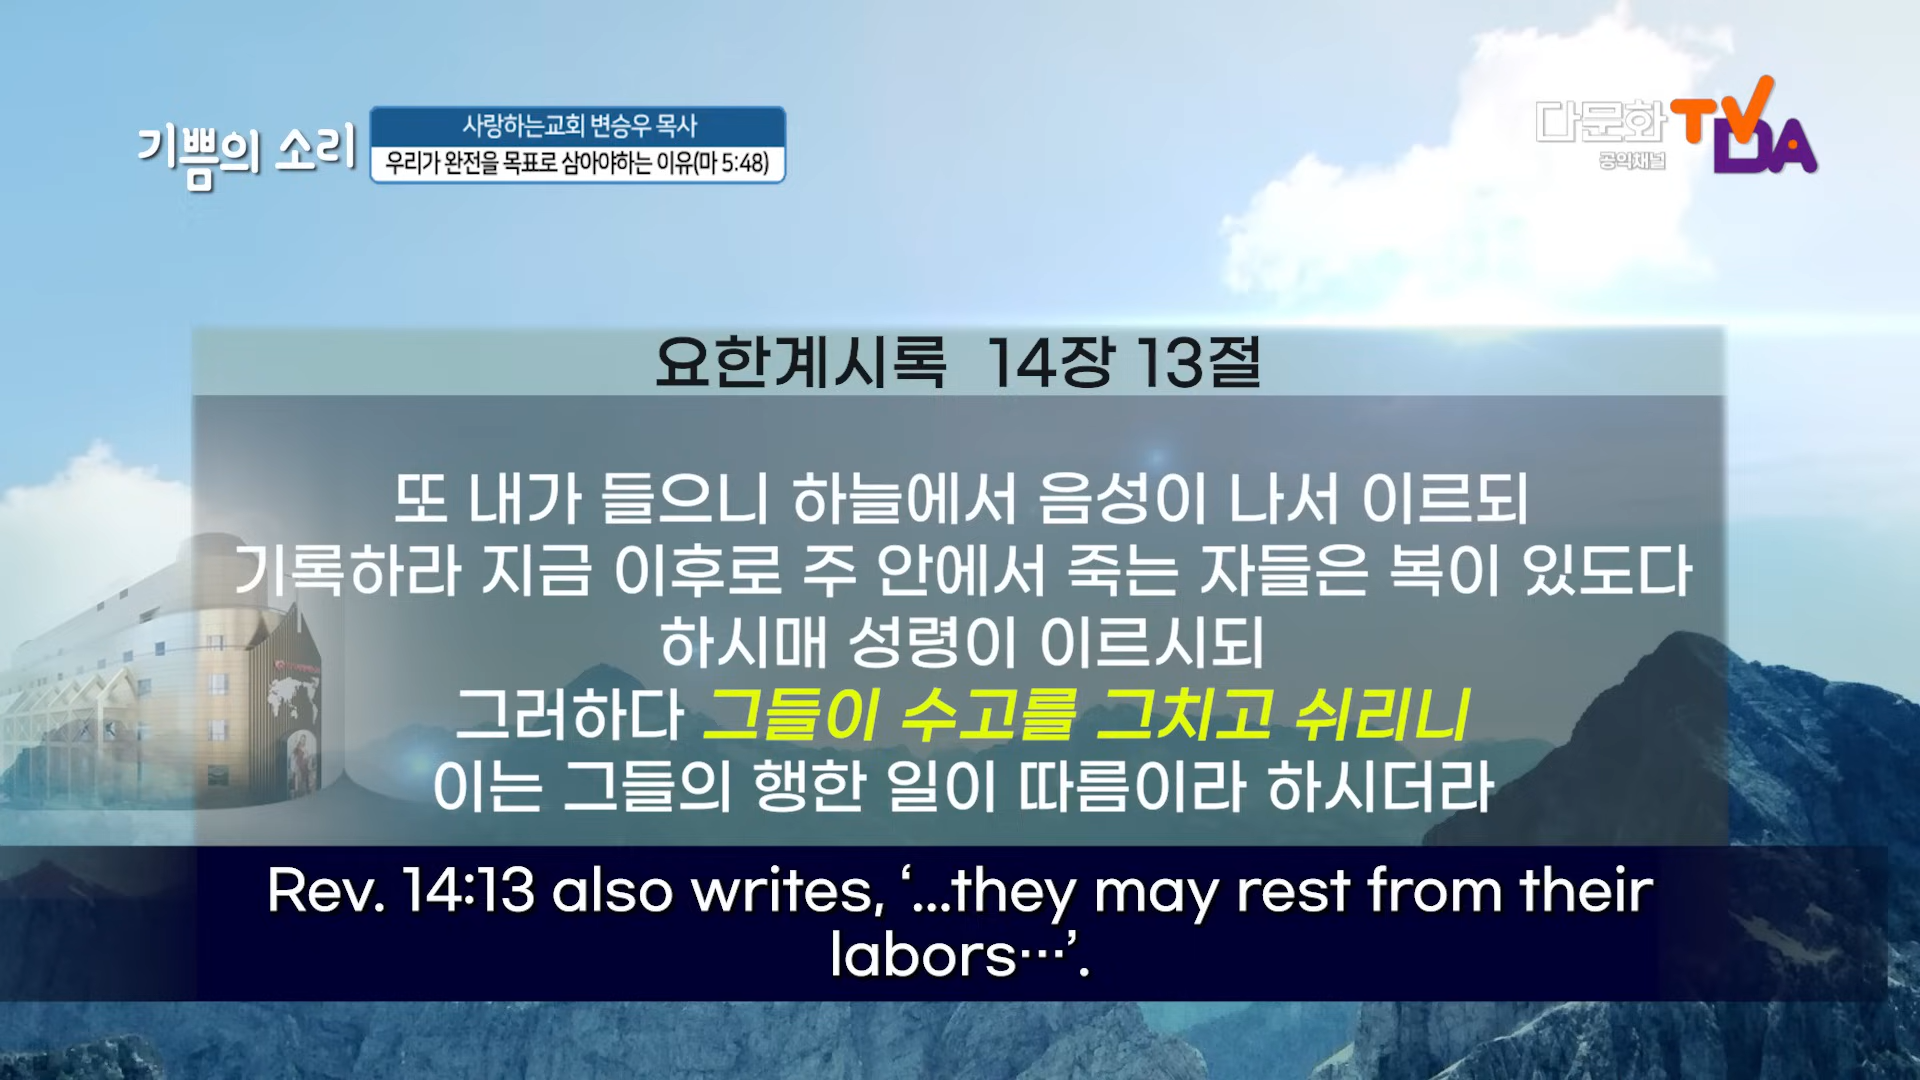 기쁨의 소리
사랑하는교회 변승우 목사
우리가 완전을 목표로 삼아야하는 이유(마 5:48)
다문화 TV
공익채널 DA
요한계시록 14장 13절
또 내가 들으니 하늘에서 음성이 나서 이르되
기록하라 지금 이후로 주 안에서 죽는 자들은 복이 있도다
하시매 성령이 이르시되
그러하다 그들이 수고를 그치고 쉬리니
이는 그들의 행한 일이 따름이라 하시더라
Rev. 14:13 also writes, ‘...they may rest from their
labors…’.